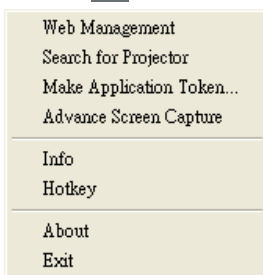 Web Management
Search for Projector
Make Application Token...
Advance Screen Capture
Info
Hotkey
About
Exit